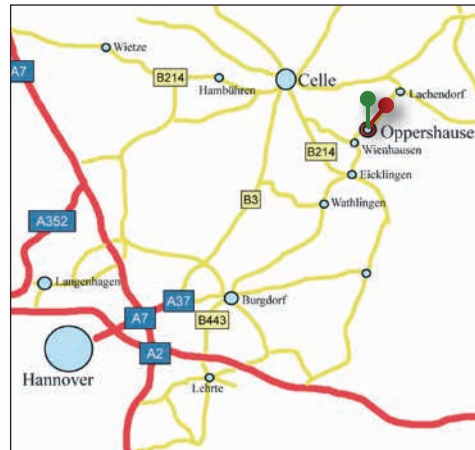 Wietze
A7
B214
Hambühren
Celle
Lachendorf
Oppershause
B214
Wienhausen
Eicklingen
B3
Wathlingen
A352
Langenhagen
A37
Burgdorf
A7
B443
A2
Hannover
Lehrte